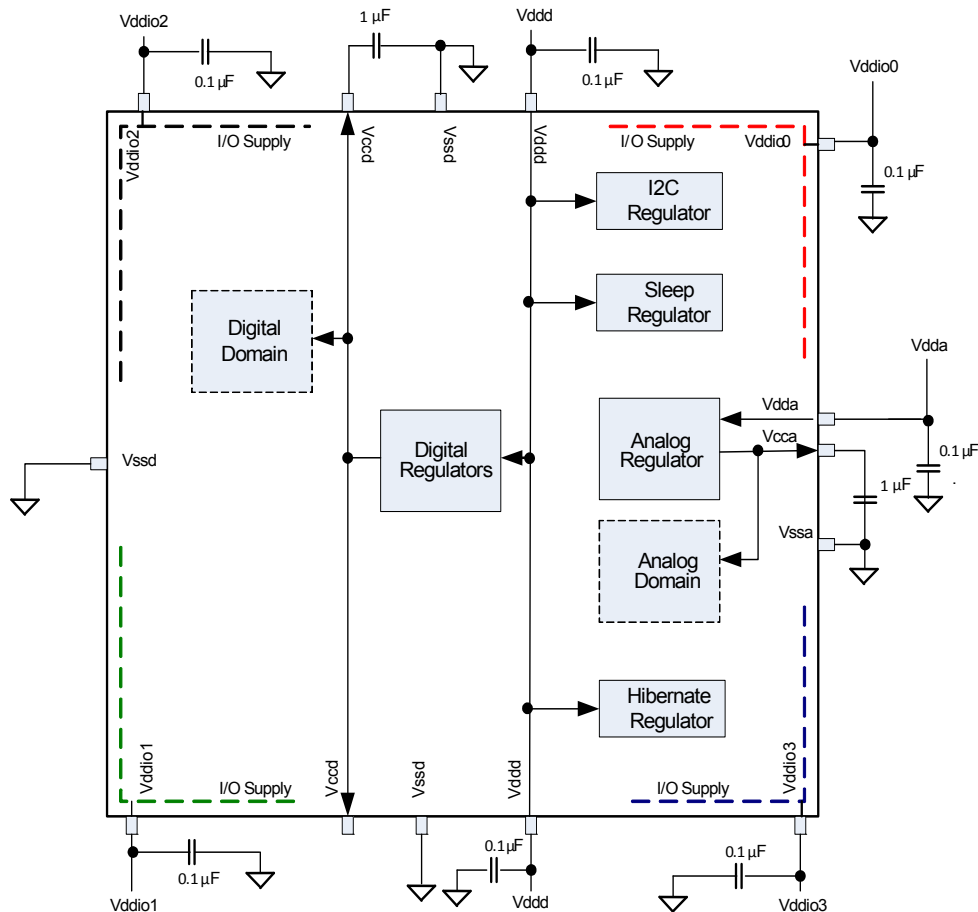 Vddio2
1 µF
Vddd
0.1 µF
0.1 µF
Vddio0
0.1 µF
Vddio2
I/O Supply
Vccd
Vssd
Vddd
I/O Supply
Vddio0
I2C
Regulator
Sleep
Regulator
Digital
Domain
Vdda
Vdda
Digital
Regulators
Analog
Regulator
Vcca
0.1 µF
.
Vssd
1 µF
Vssa
Analog
Domain
Hibernate
Regulator
Vddio1
I/O Supply
Vccd
Vssd
Vddd
I/O Supply
Vddio3
0.1 µF
0.1 µF
0.1 µF
Vddio1
Vddd
Vddio3